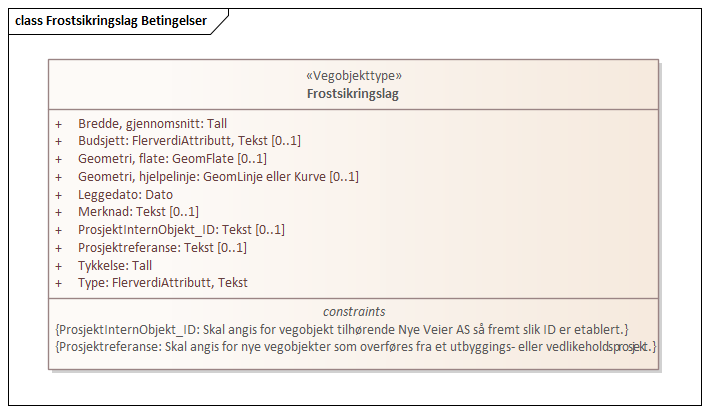 class Frostsikringslag Betingelser
«Vegobjekttype»
Frostsikringslag
+ Bredde, gjennomsnitt: Tall
+ Budsjett: FlerverdiAttributt, Tekst [0..1]
+ Geometri, flate: GeomFlate [0..1]
+ Geometri, hjelpelinje: GeomLinje eller Kurve [0..1]
+ Leggedato: Dato
+ Merknad: Tekst [0..1]
+ ProsjektInternObjekt_ID: Tekst [0..1]
+ Prosjektreferanse: Tekst [0..1]
+ Tykkelse: Tall
+ Type: FlerverdiAttributt, Tekst
constraints
{ProsjektInternObjekt_ID: Skal angis for vegobjekt tilhørende Nye Veier AS så fremt slik ID er etablert.}
{Prosjektreferanse: Skal angis for nye vegobjekter som overføres fra et utbyggings- eller vedlikeholdsprosjekt.}